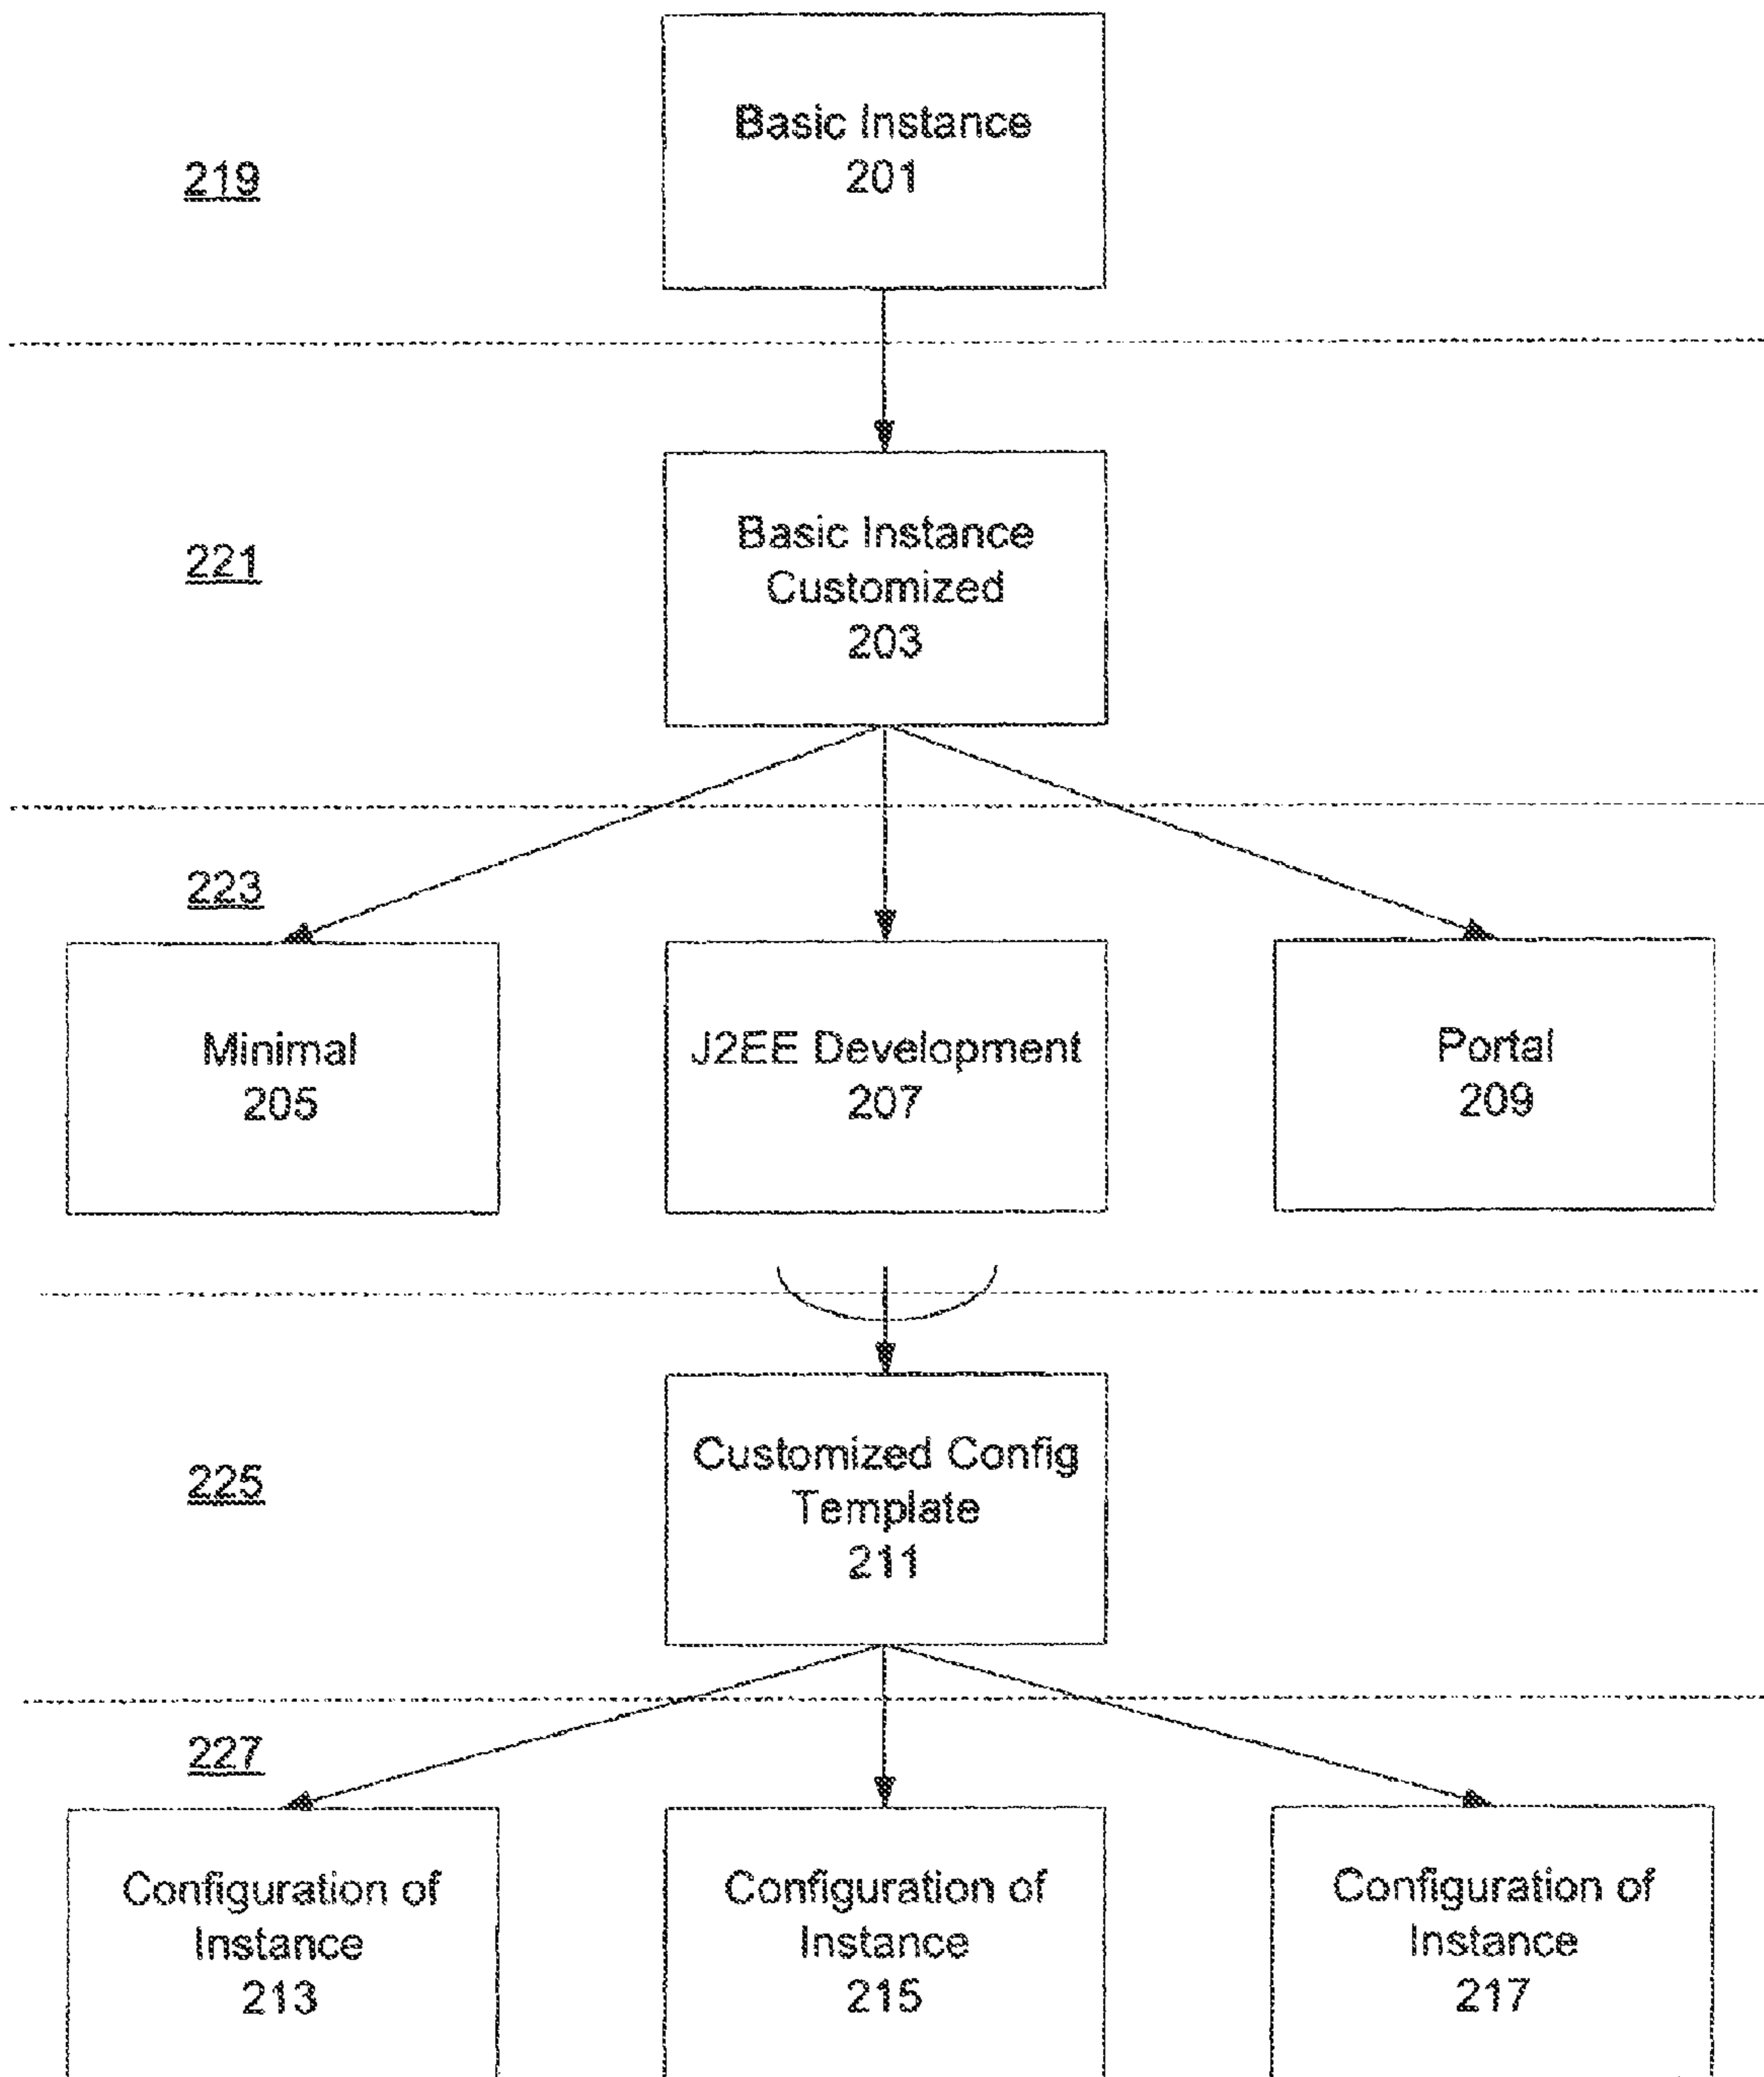 Basic Instance
201
219
Basic Instance
Customized
203
221
223
Minimal
205
J2EE Development
207
Portal
209
Customized Config
Template
211
225
227
Configuration of
Instance
213
Configuration of
Instance
215
Configuration of
Instance
217